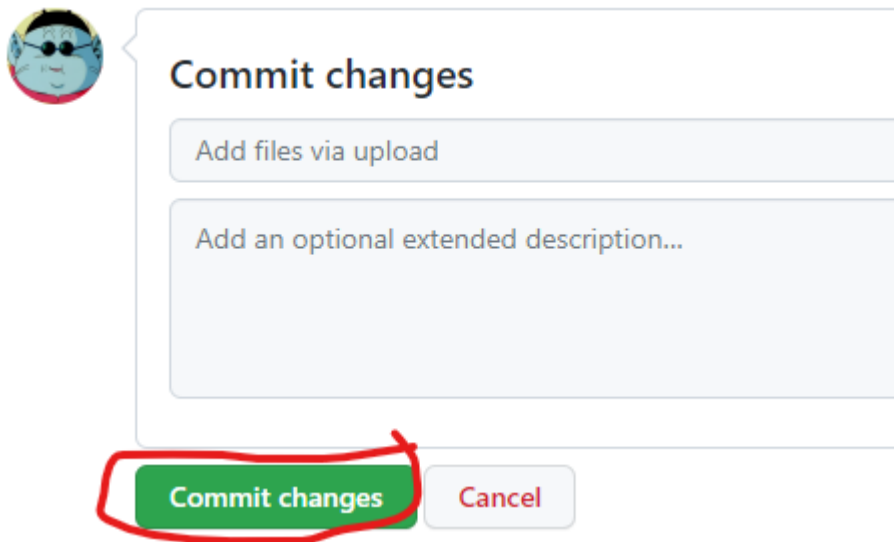 Commit changes
Add files via upload
Add an optional extended description...
Commit changes Cancel